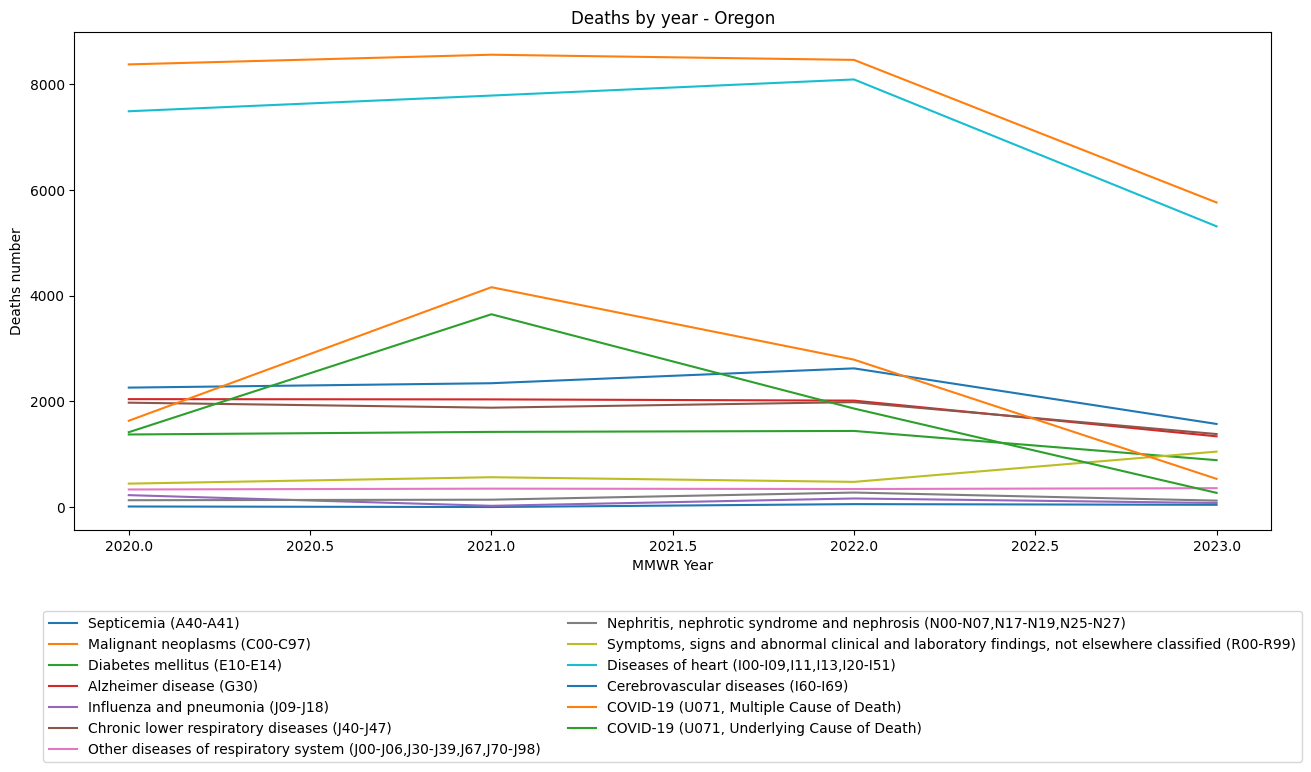 Deaths by year - Oregon
Deaths number
8000
6000
4000
2000
0
2020.0 2020.5 2021.0 2021.5 2022.0 2022.5 2023.0
MMWR Year
Septicemia (A40-A41)
Malignant neoplasms (C00-C97)
Diabetes mellitus (E10-E14)
Alzheimer disease (G30)
Influenza and pneumonia (J09-J18)
Chronic lower respiratory diseases (J40-J47)
Other diseases of respiratory system (J00-J06,J30-J39,J67,J70-J98)
Nephritis, nephrotic syndrome and nephrosis (N00-N07,N17-N19,N25-N27)
Symptoms, signs and abnormal clinical and laboratory findings, not elsewhere classified (R00-R99)
Diseases of heart (I00-I09,I11,I13,I20-I51)
Cerebrovascular diseases (I60-I69)
COVID-19 (U071, Multiple Cause of Death)
COVID-19 (U071, Underlying Cause of Death)